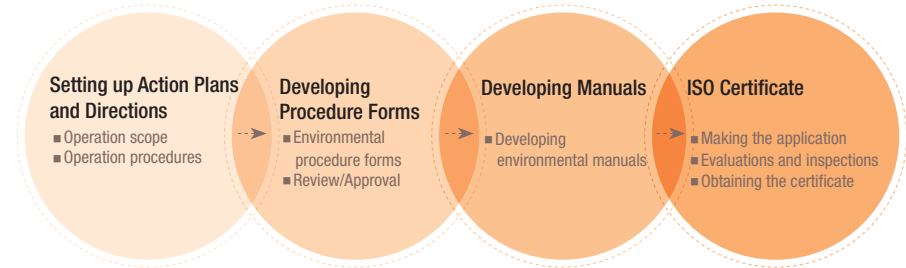 Setting up Action Plans
and Directions
■ Operation scope
■ Operation procedures
Developing
Procedure Forms
■ Environmental
procedure forms
■ Review/Approval
Developing Manuals
■ Developing
environmental manuals
ISO Certificate
■ Making the application
■ Evaluations and inspections
■ Obtaining the certificate